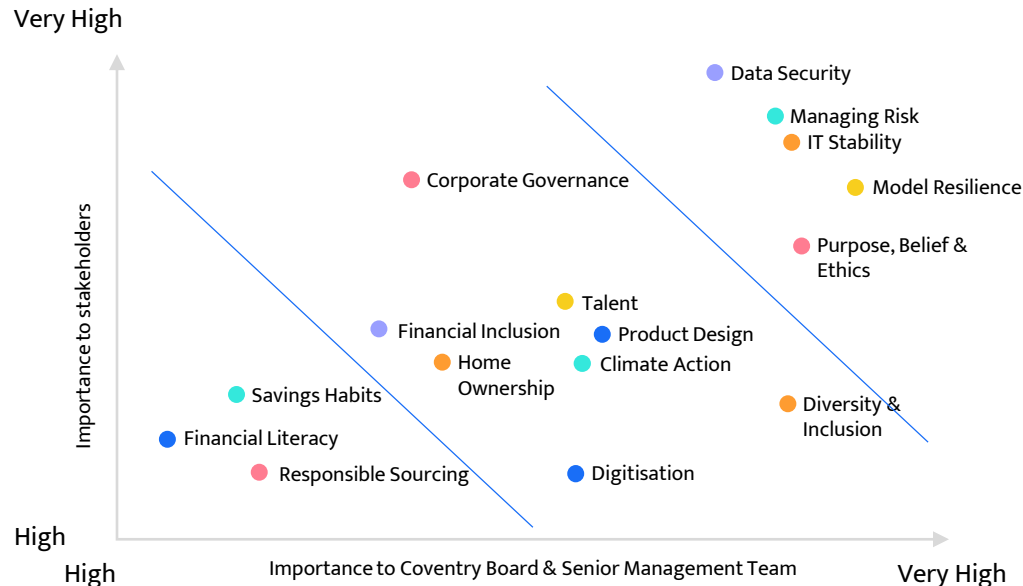 Very High
Data Security
Managing Risk
IT Stability
Corporate Governance
Model Resilience
Purpose, Belief &
Ethics
Importance to stakeholders
Talent
Financial Inclusion
Product Design
Home
Ownership
Climate Action
Savings Habits
Diversity &
Inclusion
Financial Literacy
Responsible Sourcing
Digitisation
High
High
Importance to Coventry Board & Senior Management Team
Very High